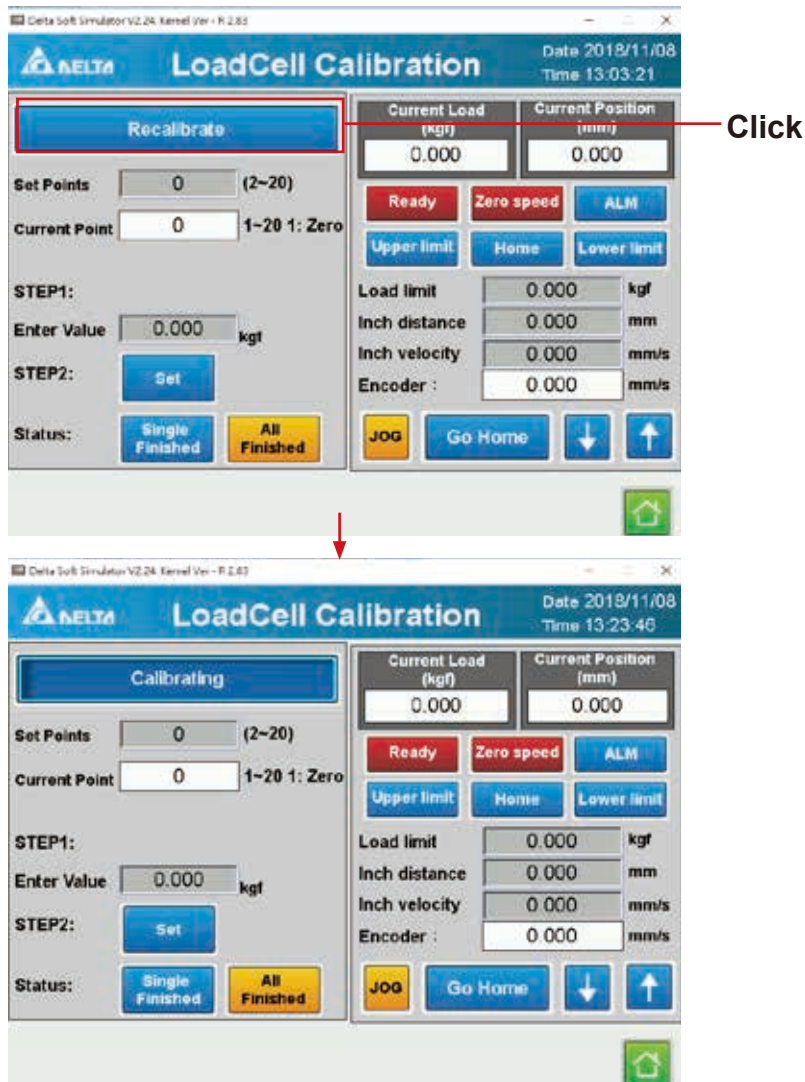 Delta Soft Simulator V2.24, Kernel Ver - R 2.83
DELTA LoadCell Calibration Date 2018/11/08
Time 13:03:21
Recalibrate
Click
Current Load (kgf)
0.000
Current Position (mm)
0.000
Set Points 0 (2~20)
Current Point 0 1~20 1: Zero
STEP1:
Enter Value 0.000 kgf
STEP2: Set
Status: Single Finished All Finished
Ready Zero speed ALM
Upper limit Home Lower limit
Load limit 0.000 kgf
Inch distance 0.000 mm
Inch velocity 0.000 mm/s
Encoder : 0.000 mm/s
JOG Go Home
Delta Soft Simulator V2.24, Kernel Ver - R 2.83
DELTA LoadCell Calibration Date 2018/11/08
Time 13:23:46
Calibrating
Current Load (kgf)
0.000
Current Position (mm)
0.000
Set Points 0 (2~20)
Current Point 0 1~20 1: Zero
STEP1:
Enter Value 0.000 kgf
STEP2: Set
Status: Single Finished All Finished
Ready Zero speed ALM
Upper limit Home Lower limit
Load limit 0.000 kgf
Inch distance 0.000 mm
Inch velocity 0.000 mm/s
Encoder : 0.000 mm/s
JOG Go Home